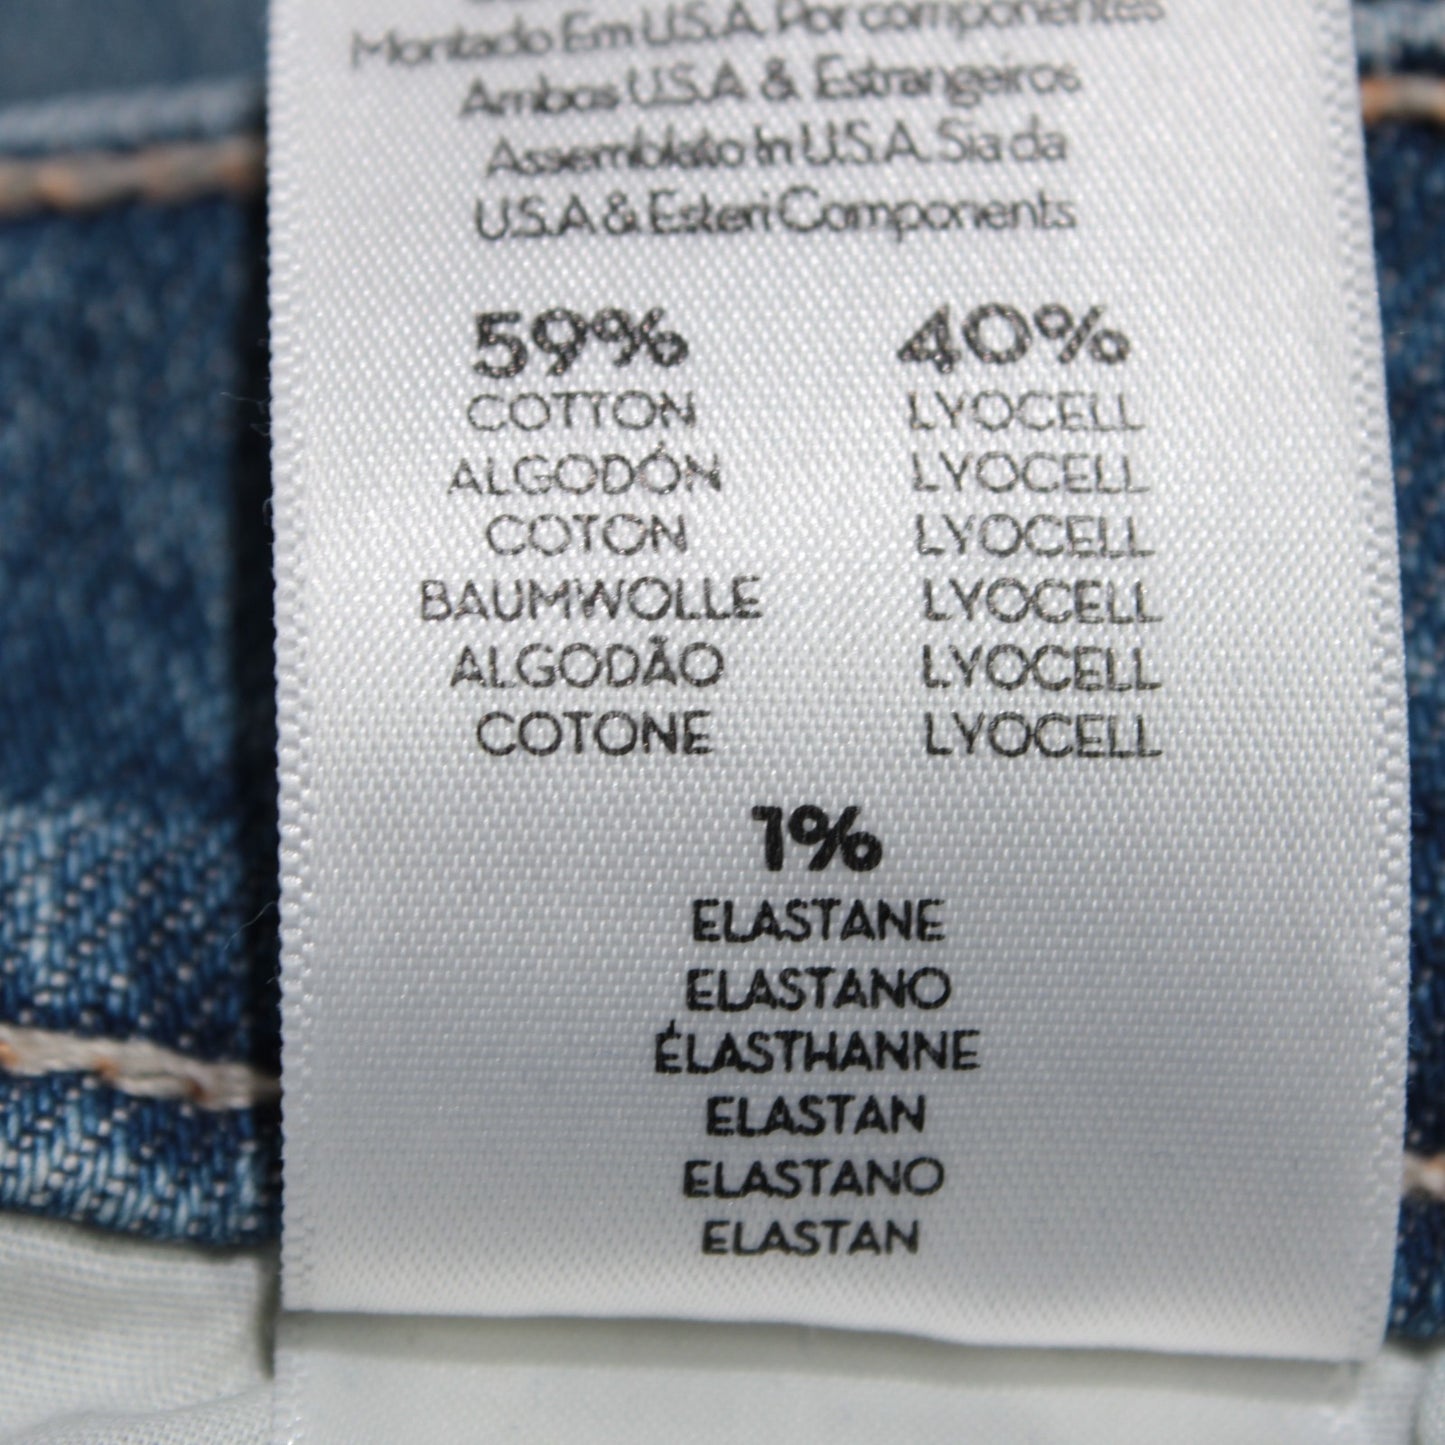 Montado Em U.S.A. Por componentes
Ambos U.S.A & Estrangeiros
Assemblato In U.S.A. Sia da
U.S.A & Esteri Components
59%
COTTON
ALGODÓN
COTON
BAUMWOLLE
ALGODÃO
COTONE
40%
LYOCELL
LYOCELL
LYOCELL
LYOCELL
LYOCELL
LYOCELL
1%
ELASTANE
ELASTANO
ÉLASTHANNE
ELASTAN
ELASTANO
ELASTAN